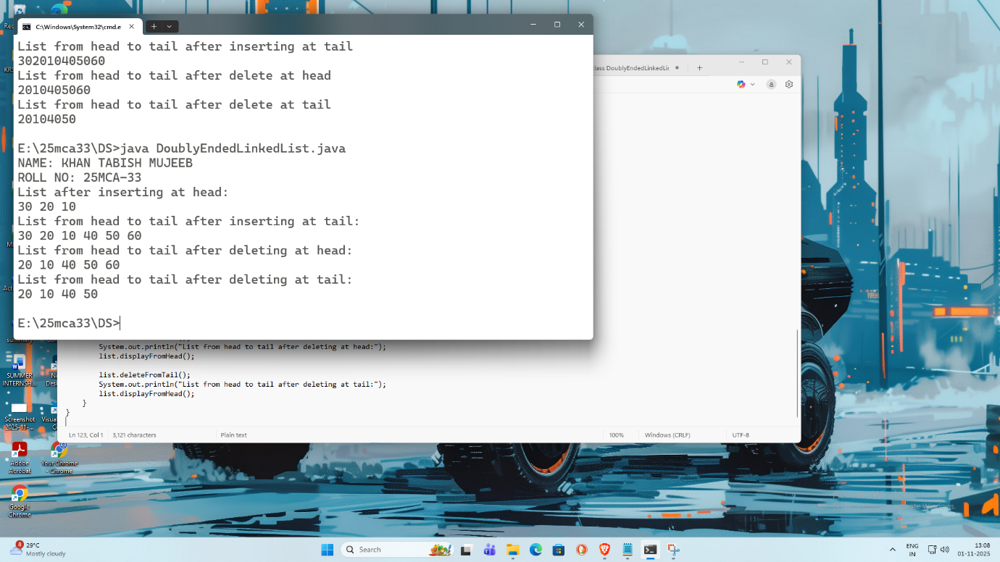 C:\Windows\System32\cmd.e
List from head to tail after inserting at tail
302010405060
List from head to tail after delete at head
2010405060
List from head to tail after delete at tail
20104050
E:\25mca33\DS>java DoublyEndedLinkedList.java
NAME: KHAN TABISH MUJEEB
ROLL NO: 25MCA-33
List after inserting at head:
30 20 10
List from head to tail after inserting at tail:
30 20 10 40 50 60
List from head to tail after deleting at head:
20 10 40 50 60
List from head to tail after deleting at tail:
20 10 40 50
E:\25mca33\DS>
class DoublyEndedLinkedLis
System.out.println("List from head to tail after deleting at head:");
list.displayFromHead();
list.deleteFromTail();
System.out.println("List from head to tail after deleting at tail:");
list.displayFromHead();
}
}
Ln 123, Col 1
3,121 characters
Plain text
100%
Windows (CRLF)
UTF-8
summary
SUMMER
INTERNSH...
Screenshot
2025-11-...
Adobe
Acrobat
Your Chrome
- Chrome
Google
Chrome
8
29°C
Mostly cloudy
Search
ENG
IN
13:08
01-11-2025